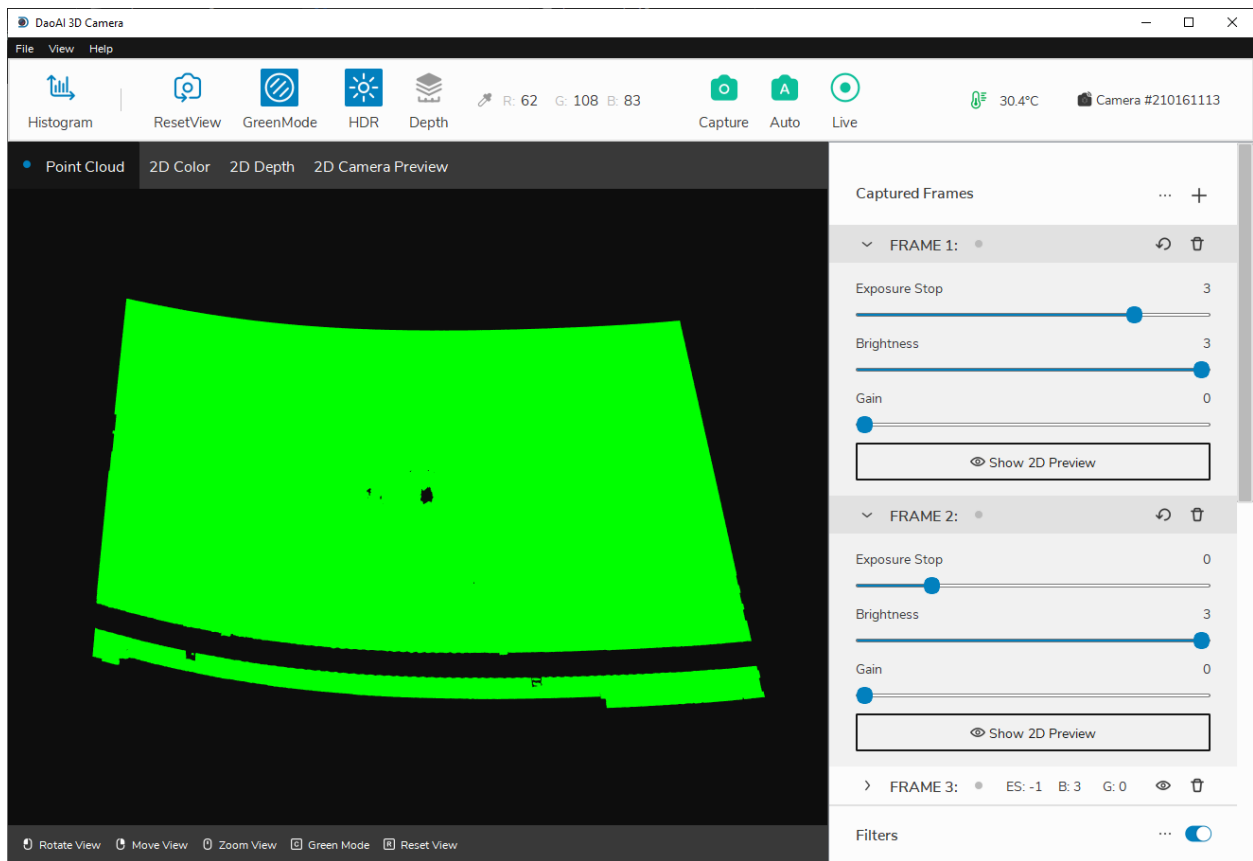 DaoAI 3D Camera
File View Help
Histogram ResetView GreenMode HDR Depth R: 62 G: 108 B: 83 Capture Auto Live 30.4°C Camera #210161113
Point Cloud 2D Color 2D Depth 2D Camera Preview
Captured Frames
FRAME 1:
Exposure Stop 3
Brightness 3
Gain 0
Show 2D Preview
FRAME 2:
Exposure Stop 0
Brightness 3
Gain 0
Show 2D Preview
FRAME 3: ES: -1 B: 3 G: 0
Filters
Rotate View Move View Zoom View C Green Mode R Reset View